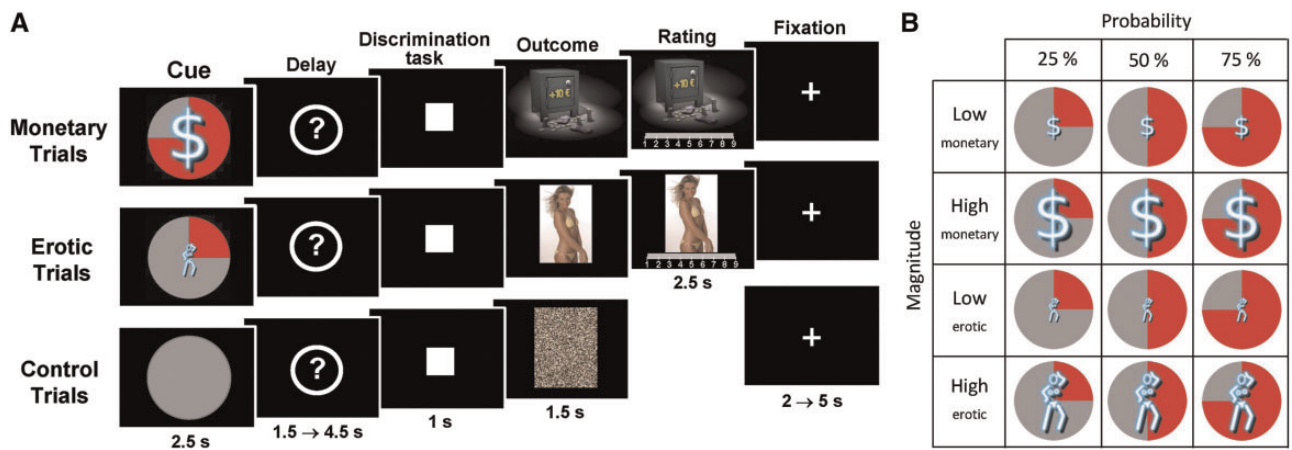 A
Cue
Delay
Discrimination
task
Outcome
Rating
Fixation
Monetary
Trials
$
?
+10 €
+10 €
1 2 3 4 5 6 7 8 9
+
Erotic
Trials
?
1 2 3 4 5 6 7 8 9
+
2.5 s
Control
Trials
?
+
2.5 s
1.5 → 4.5 s
1 s
1.5 s
2 → 5 s
B
Probability
25 %
50 %
75 %
Magnitude
Low
monetary
$
$
$
High
monetary
$
$
$
Low
erotic
High
erotic